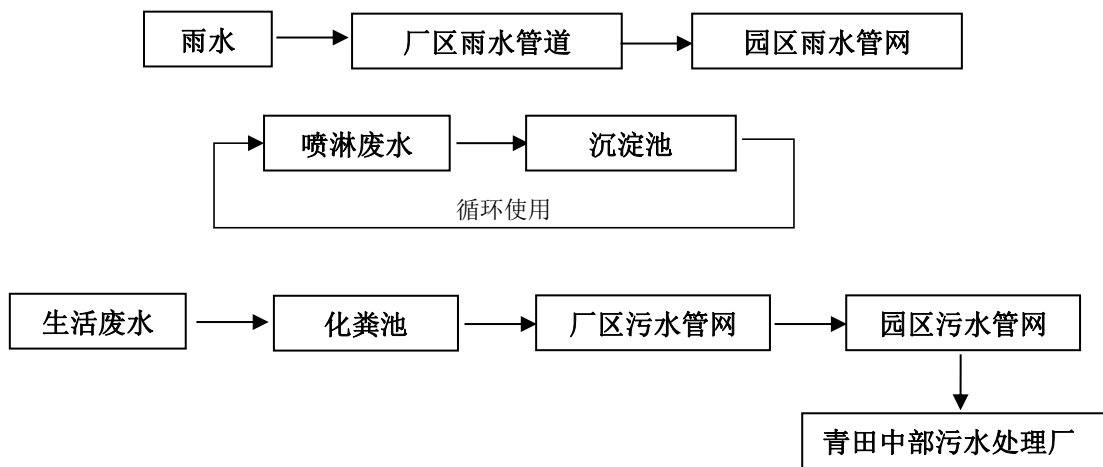 雨水
厂区雨水管道
园区雨水管网
喷淋废水
沉淀池
循环使用
生活废水
化粪池
厂区污水管网
园区污水管网
青田中部污水处理厂